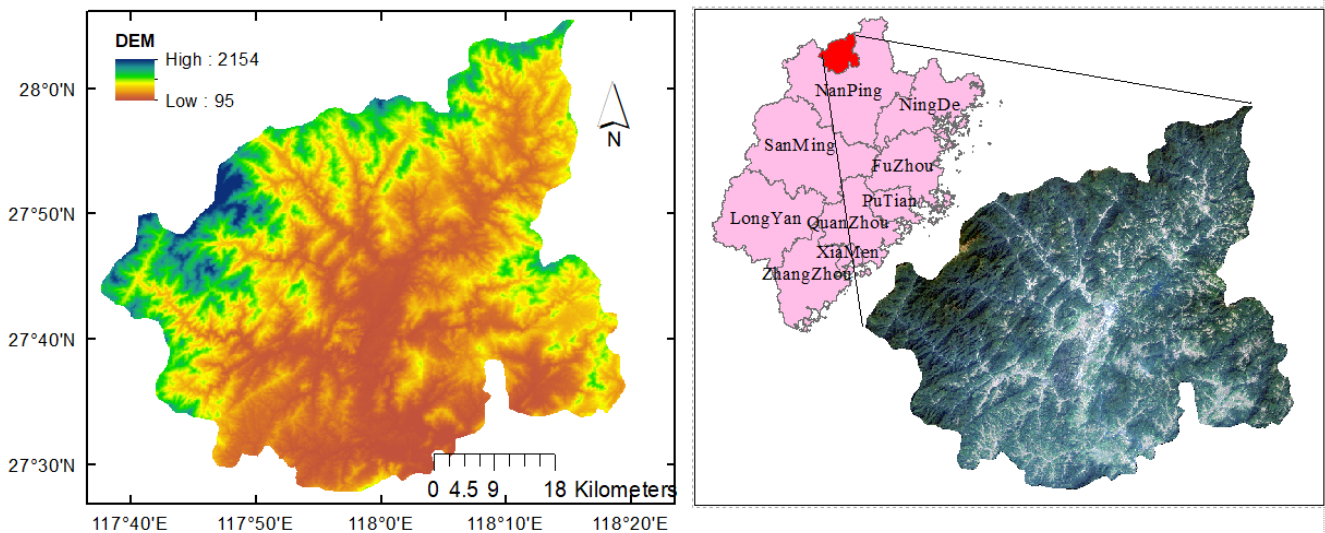 DEM
High : 2154
Low : 95
28°0'N
27°50'N
27°40'N
27°30'N
N
0 4.5 9 18 Kilometers
117°40'E 117°50'E 118°0'E 118°10'E 118°20'E
NanPing
NingDe
SanMing
FuZhou
PuTian
LongYan
QuanZhou
XiaMen
ZhangZhou